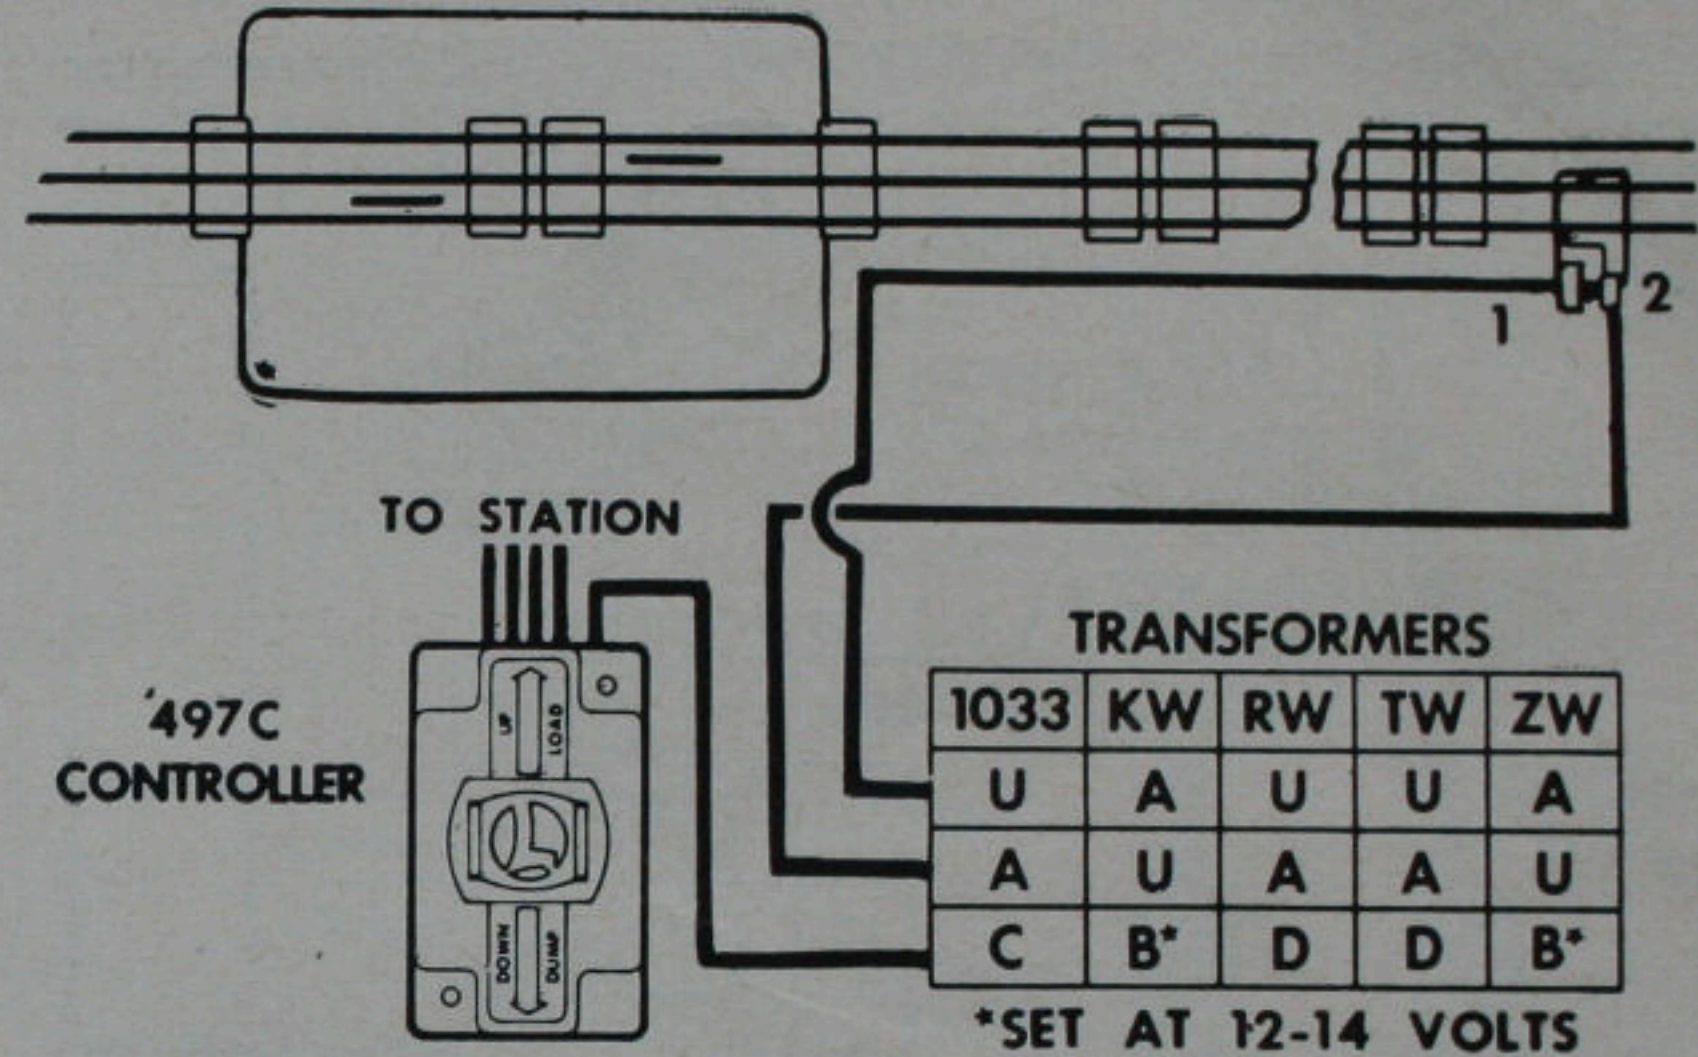 1
2
TO STATION
'497C
CONTROLLER
UP
LOAD
L
DOWN
DUMP
TRANSFORMERS
1033 KW RW TW ZW
U A U U A
A U A A U
C B* D D B*
*SET AT 12-14 VOLTS